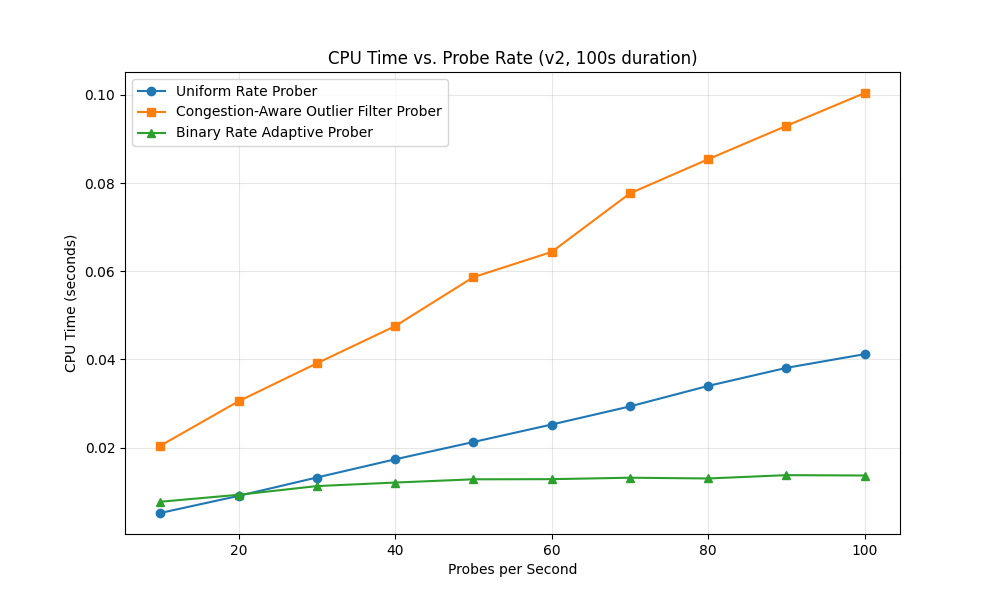 CPU Time vs. Probe Rate (v2, 100s duration)
Uniform Rate Prober
Congestion-Aware Outlier Filter Prober
Binary Rate Adaptive Prober
CPU Time (seconds)
0.10
0.08
0.06
0.04
0.02
20 40 60 80 100
Probes per Second